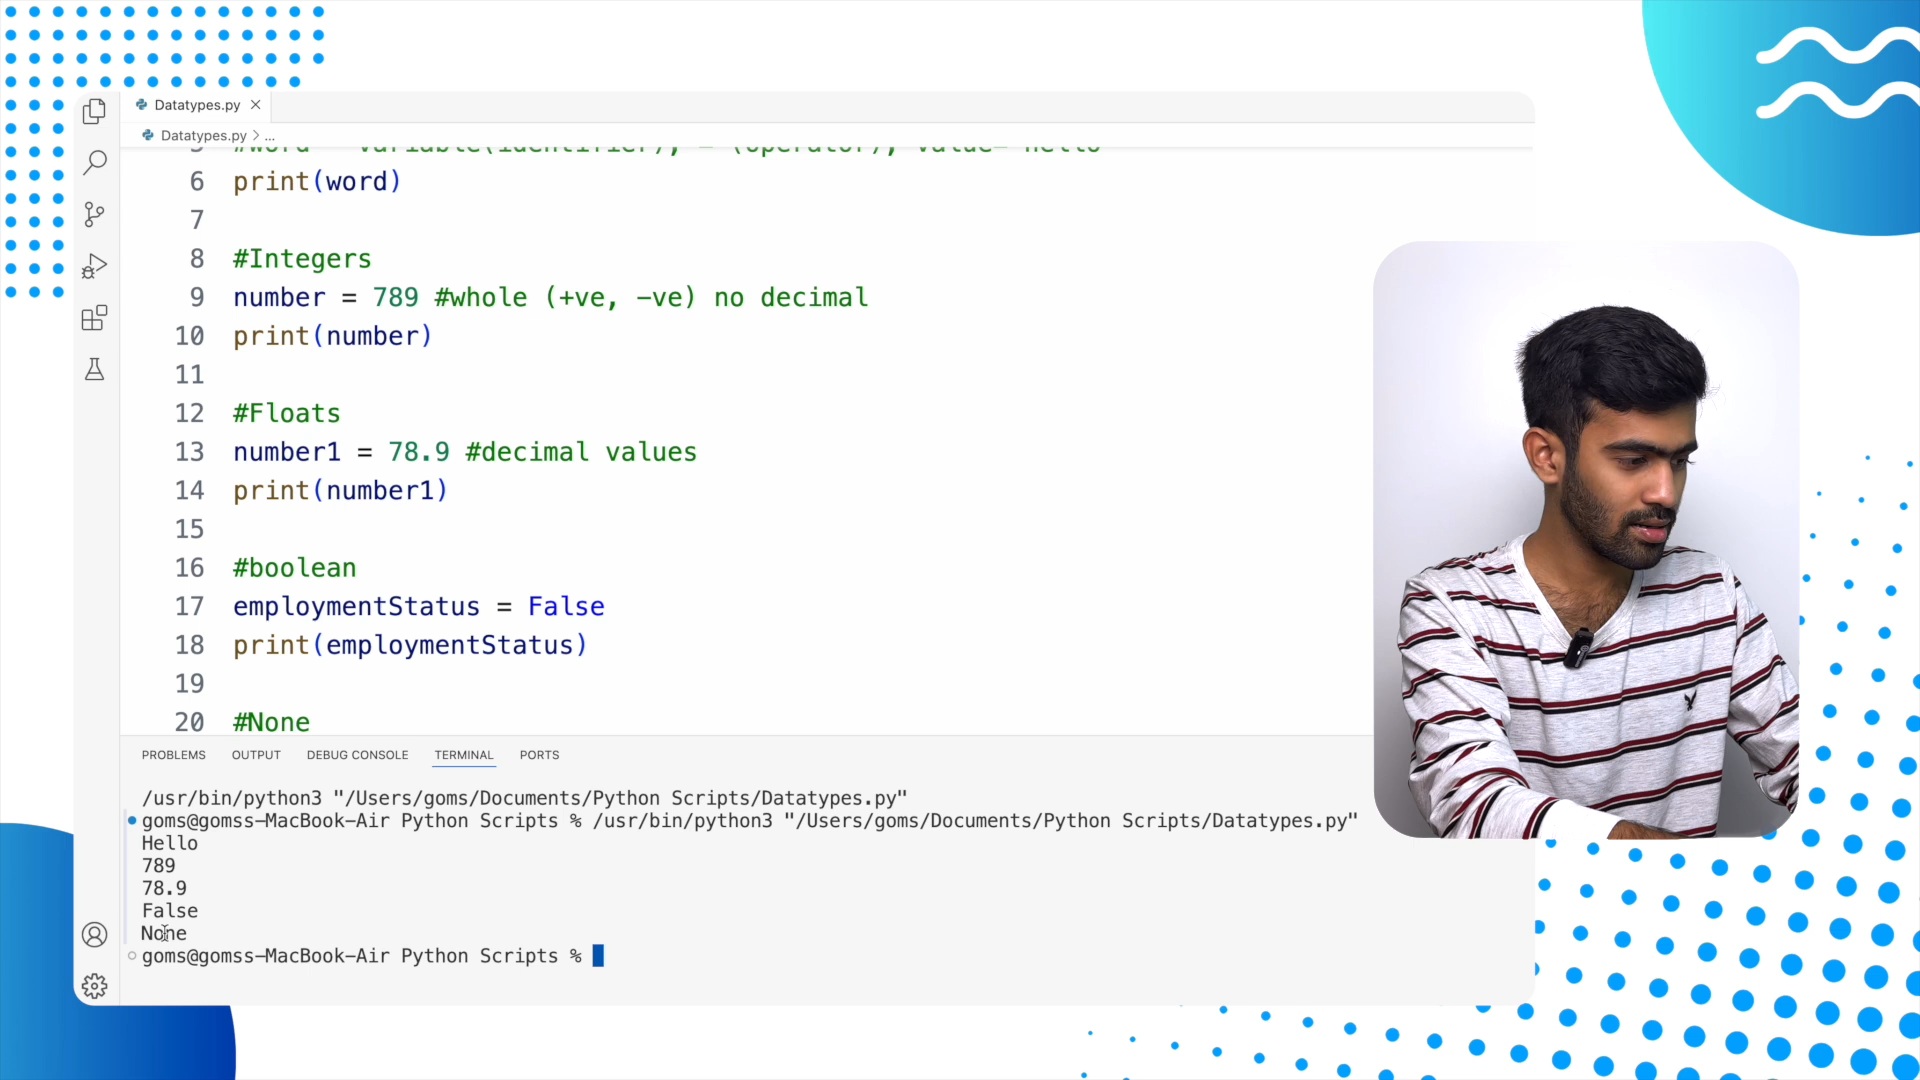 Datatypes.py
Datatypes.py > ...
6 print(word)
7
8 #Integers
9 number = 789 #whole (+ve, -ve) no decimal
10 print(number)
11
12 #Floats
13 number1 = 78.9 #decimal values
14 print(number1)
15
16 #boolean
17 employmentStatus = False
18 print(employmentStatus)
19
20 #None
PROBLEMS OUTPUT DEBUG CONSOLE TERMINAL PORTS
/usr/bin/python3 "/Users/goms/Documents/Python Scripts/Datatypes.py"
goms@gomss-MacBook-Air Python Scripts % /usr/bin/python3 "/Users/goms/Documents/Python Scripts/Datatypes.py"
Hello
789
78.9
False
None
goms@gomss-MacBook-Air Python Scripts %